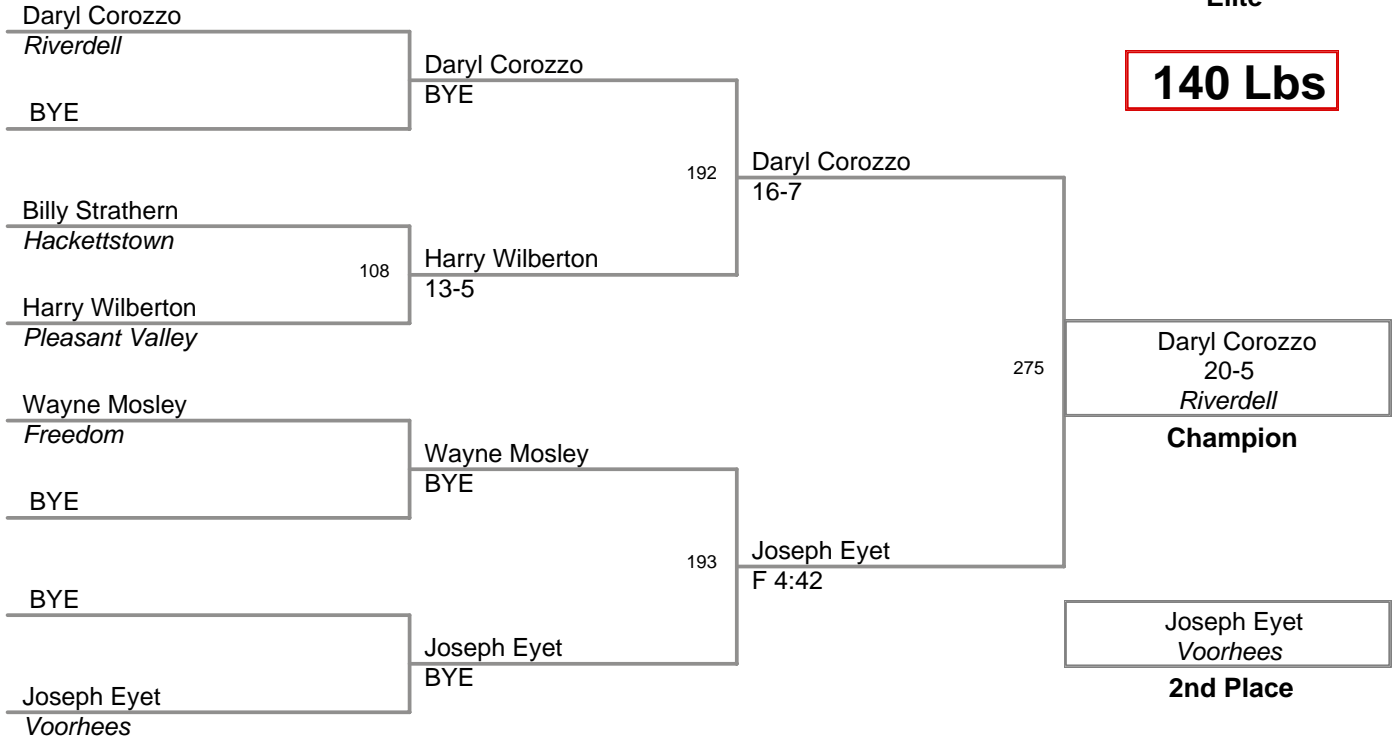 Elite
140 Lbs
Daryl Corozzo
Riverdell
BYE
Billy Strathern
Hackettstown
108
Harry Wilberton
Pleasant Valley
Wayne Mosley
Freedom
BYE
BYE
Joseph Eyet
Voorhees
Daryl Corozzo
BYE
192
Harry Wilberton
13-5
Wayne Mosley
BYE
193
Joseph Eyet
BYE
Daryl Corozzo
16-7
275
Joseph Eyet
F 4:42
Daryl Corozzo
20-5
Riverdell
Champion
Joseph Eyet
Voorhees
2nd Place